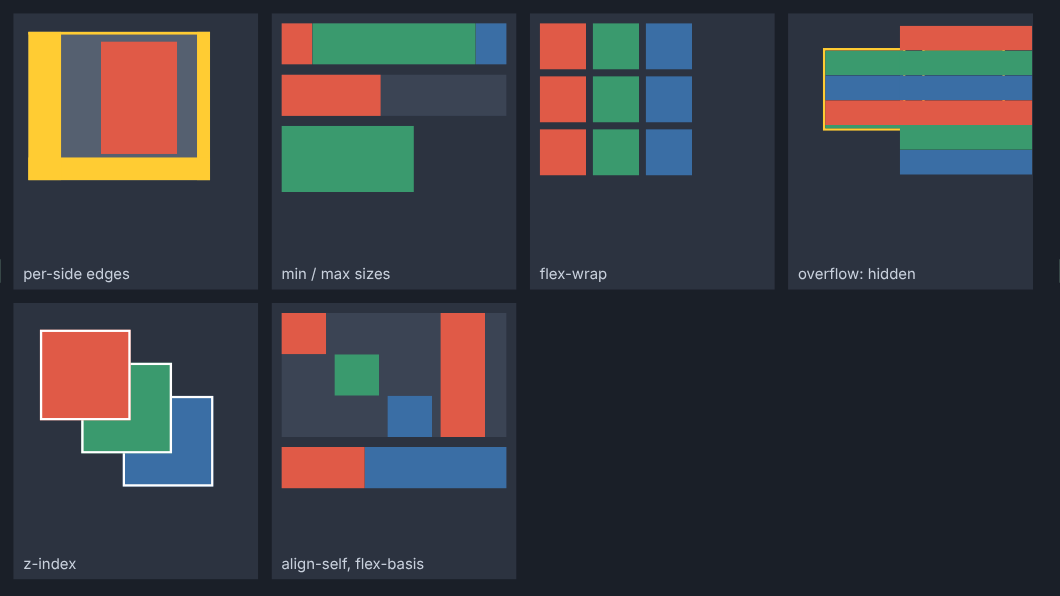 per-side edges
min / max sizes
flex-wrap
overflow: hidden
z-index
align-self, flex-basis